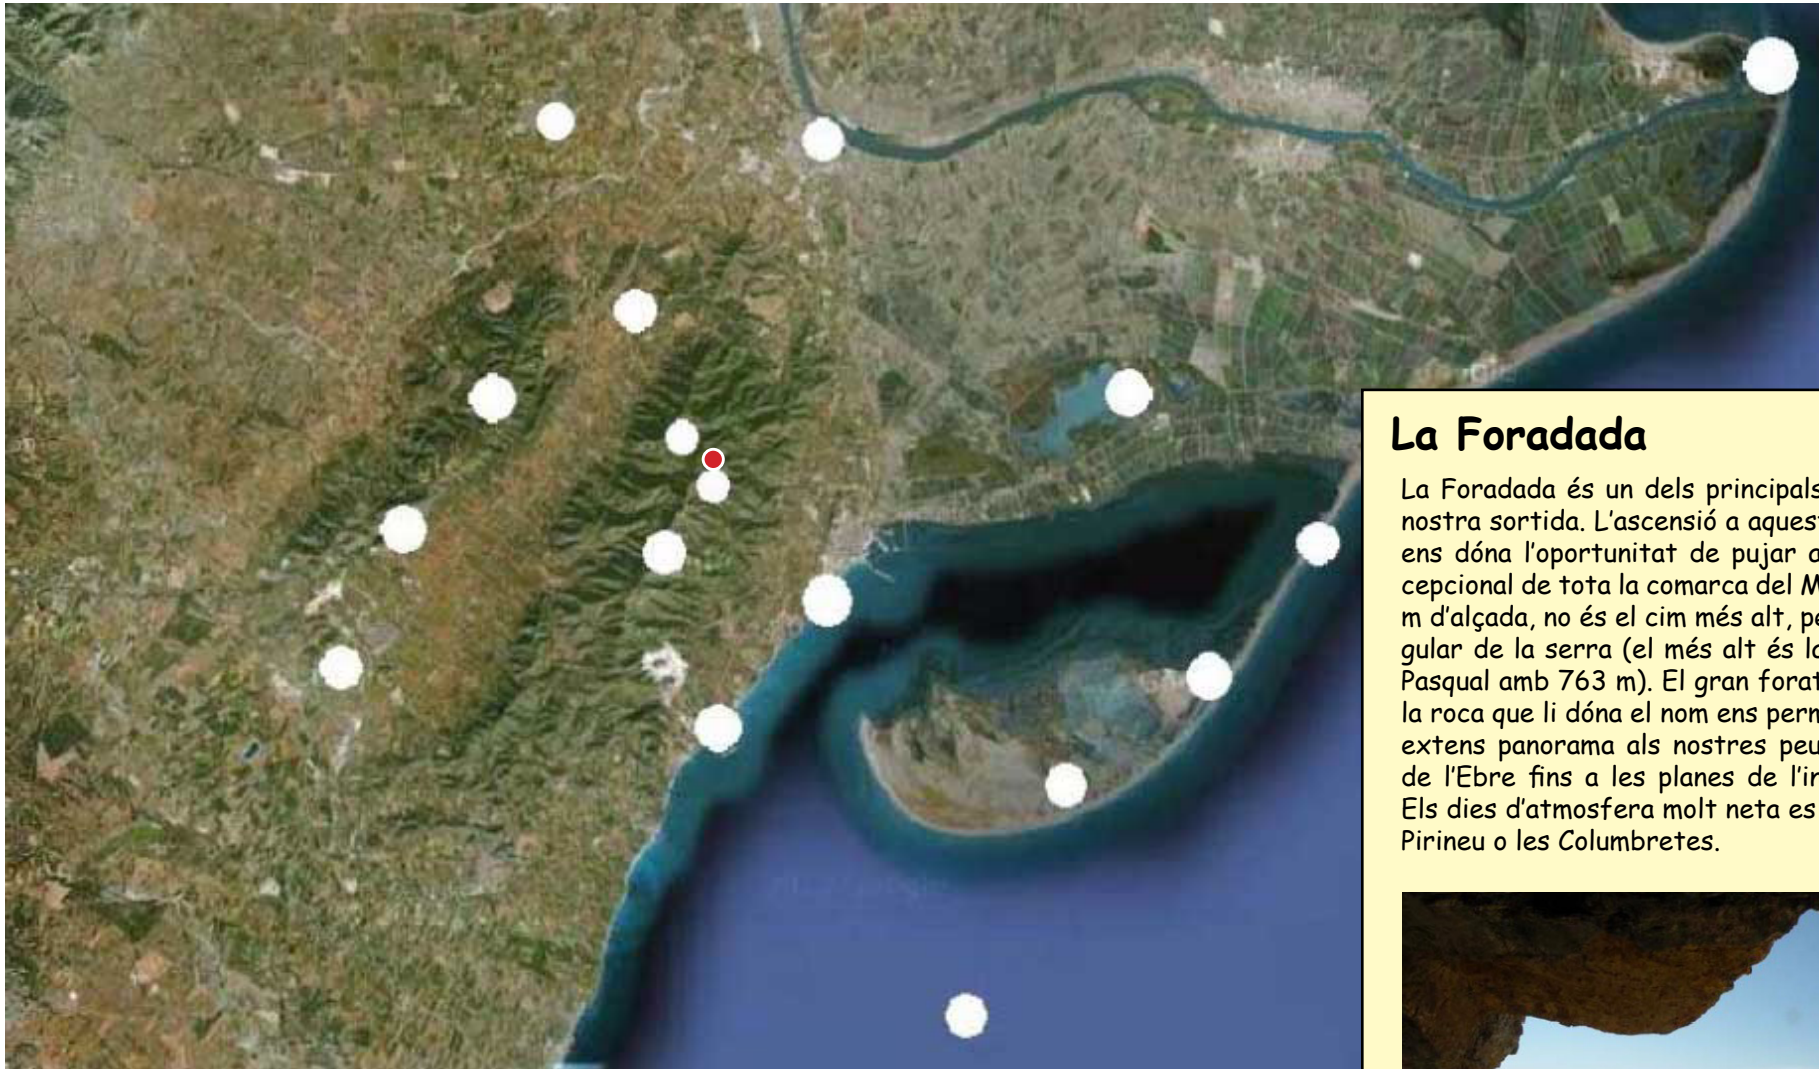 La Foradada
La Foradada és un dels principals
nostra sortida. L'ascensió a aquest
ens dóna l'oportunitat de pujar a
cepcional de tota la comarca del M
m d'alçada, no és el cim més alt, pe
gular de la serra (el més alt és la
Pasqual amb 763 m). El gran forat
la roca que li dóna el nom ens perm
extens panorama als nostres peu
de l'Ebre fins a les planes de l'in
Els dies d'atmosfera molt neta es
Pirineu o les Columbretes.